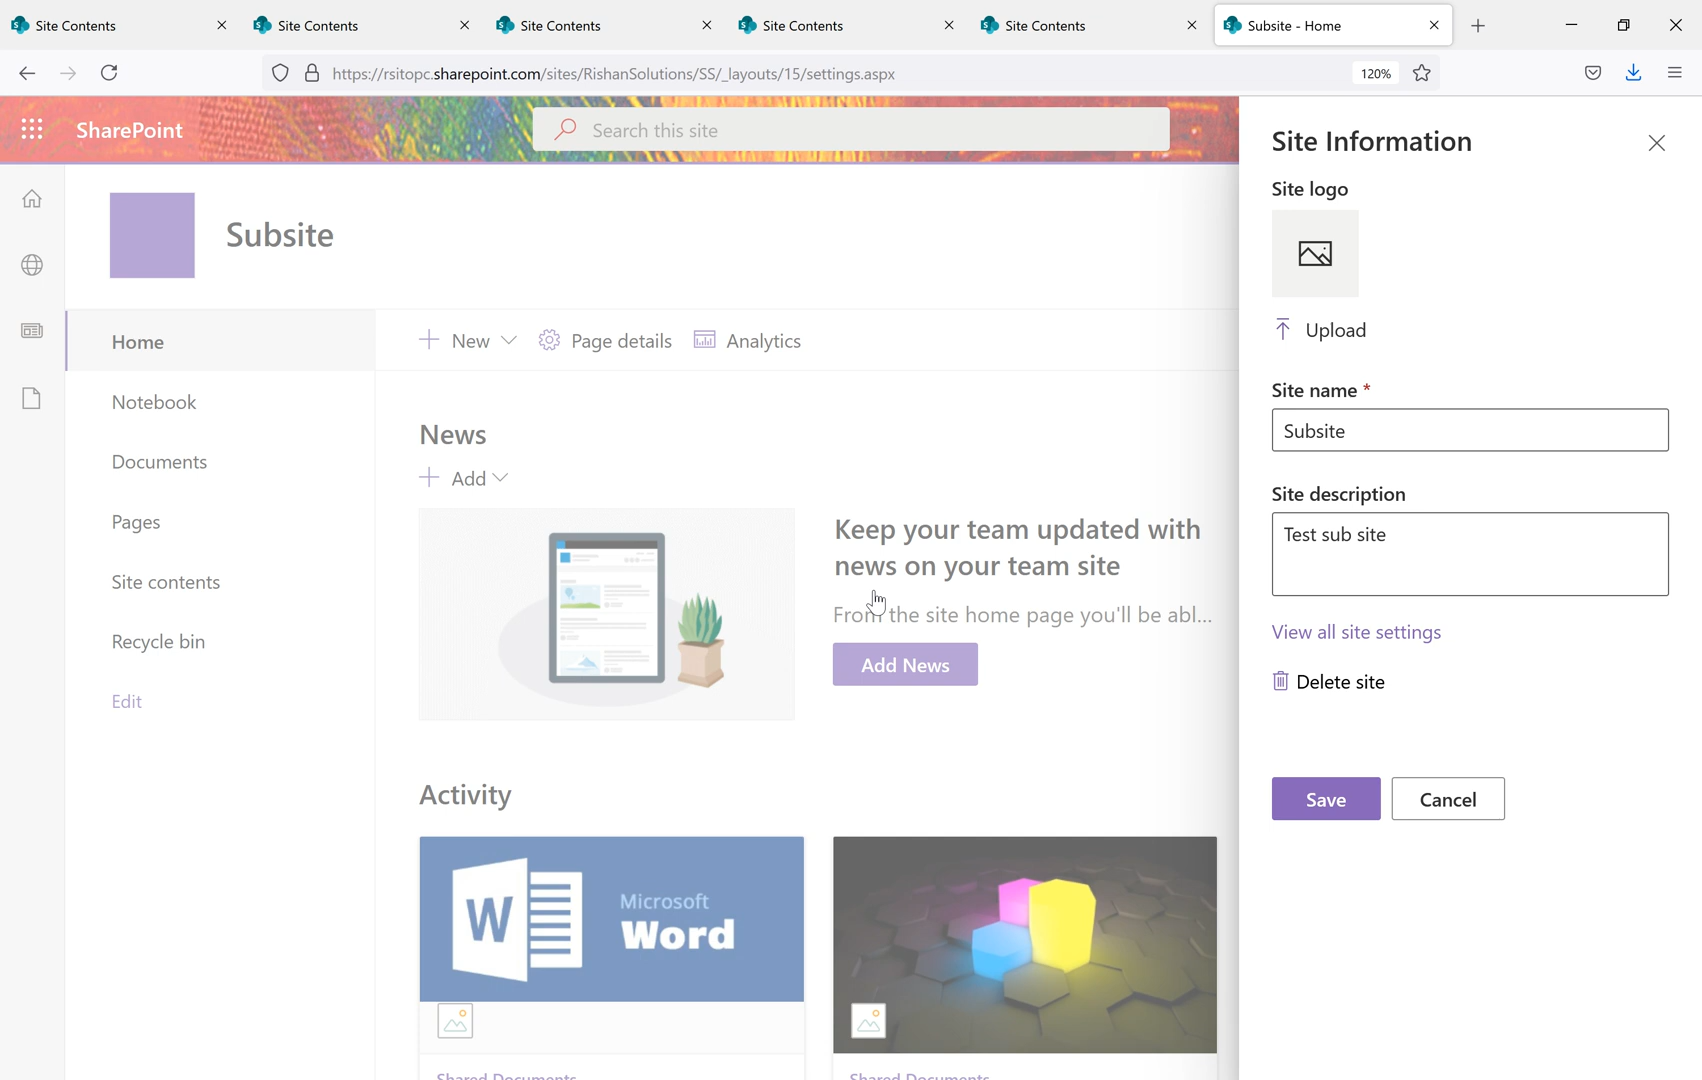 Site Contents
Site Contents
Site Contents
Site Contents
Site Contents
Subsite - Home
https://rsitopc.sharepoint.com/sites/RishanSolutions/SS/_layouts/15/settings.aspx
120%
SharePoint
Search this site
Subsite
Home
Notebook
Documents
Pages
Site contents
Recycle bin
Edit
New
Page details
Analytics
News
Add
Keep your team updated with
news on your team site
From the site home page you'll be abl...
Add News
Activity
W
Microsoft
Word
Shared Documents
Shared Documents
Site Information
Site logo
Upload
Site name *
Subsite
Site description
Test sub site
View all site settings
Delete site
Save
Cancel